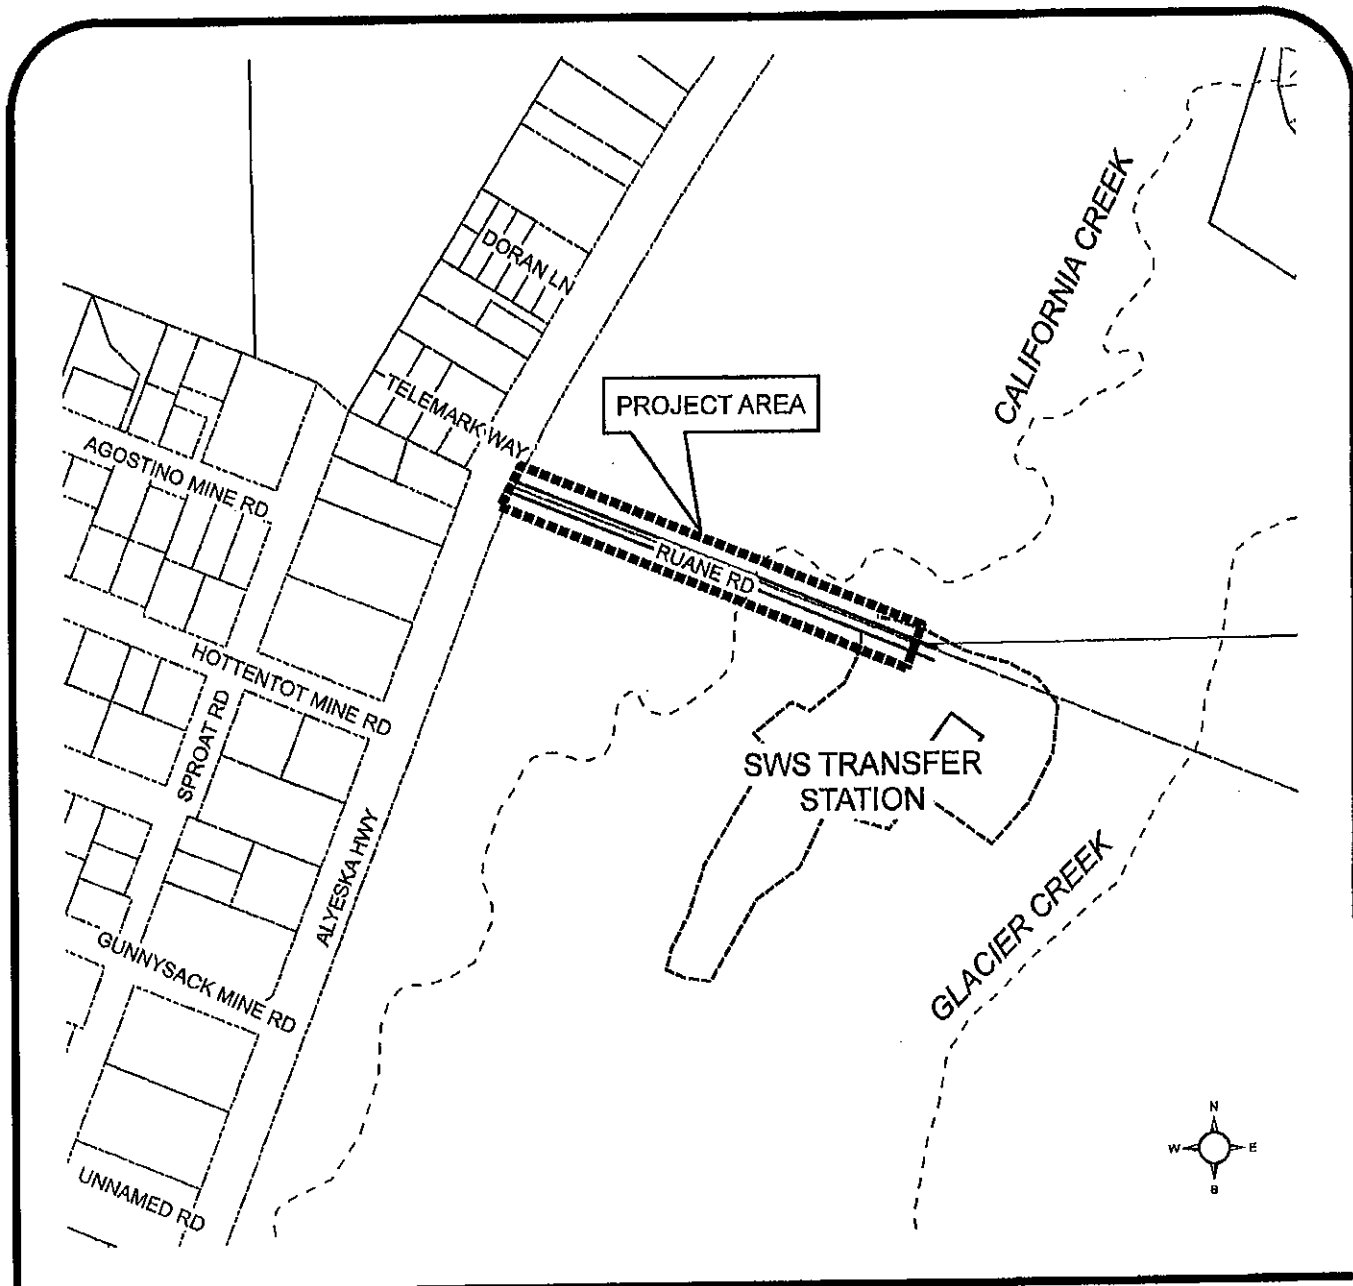 DORAN LN
CALIFORNIA CREEK
TELEMARK WAY
PROJECT AREA
AGOSTINO MINE RD
RUANE RD
HOTTENTOT MINE RD
SPROAT RD
SWS TRANSFER
STATION
ALYESKA HWY
GLACIER CREEK
GUNNYSACK MINE RD
UNNAMED RD
N
W
E
S